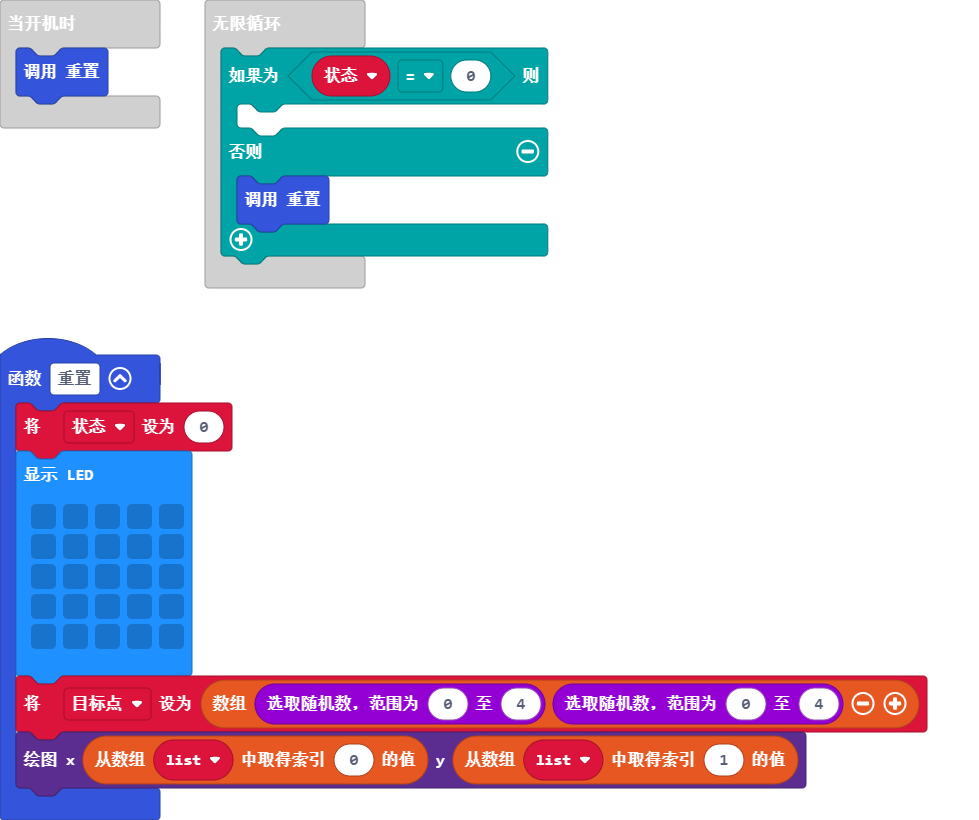 当开机时
调用 重置
无限循环
如果为 状态 = 0 则
否则
调用 重置
函数 重置
将 状态 设为 0
显示 LED
将 目标点 设为 数组 选取随机数，范围为 0 至 4 选取随机数，范围为 0 至 4
绘图 x 从数组 list 中取得索引 0 的值 y 从数组 list 中取得索引 1 的值